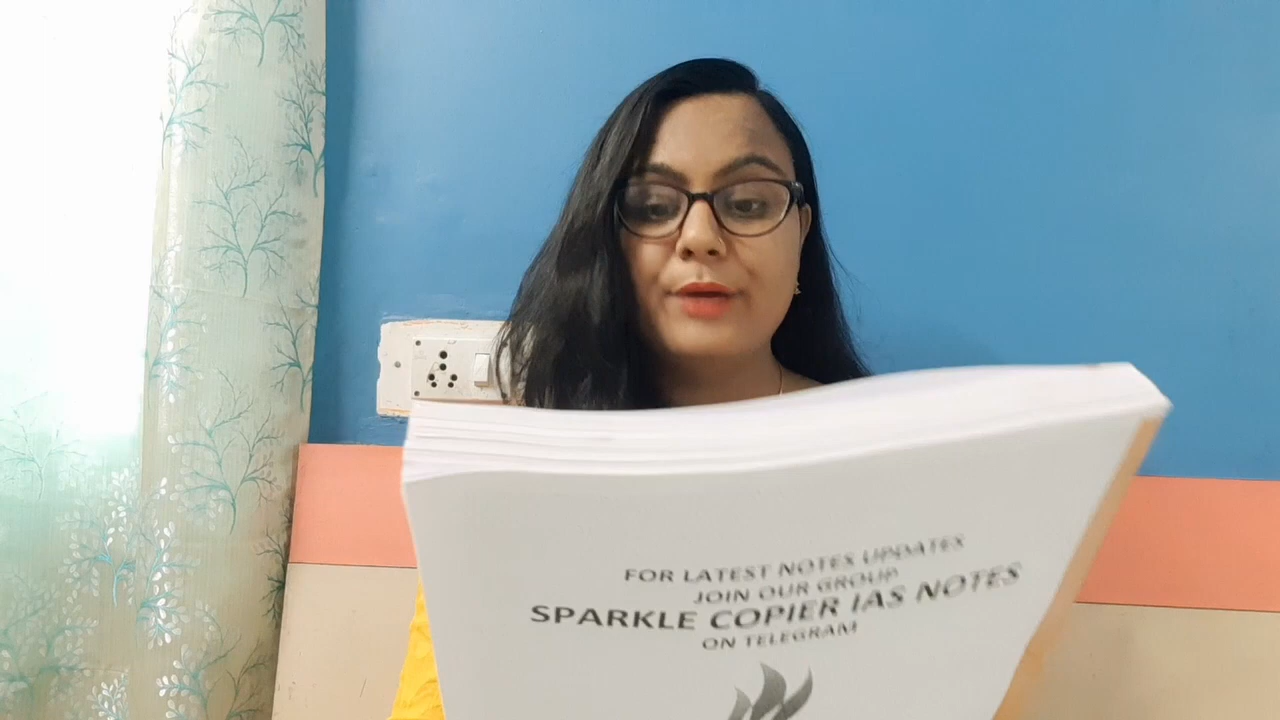 FOR LATEST NOTES UPDATES
JOIN OUR GROUP
SPARKLE COPIER IAS NOTES
ON TELEGRAM